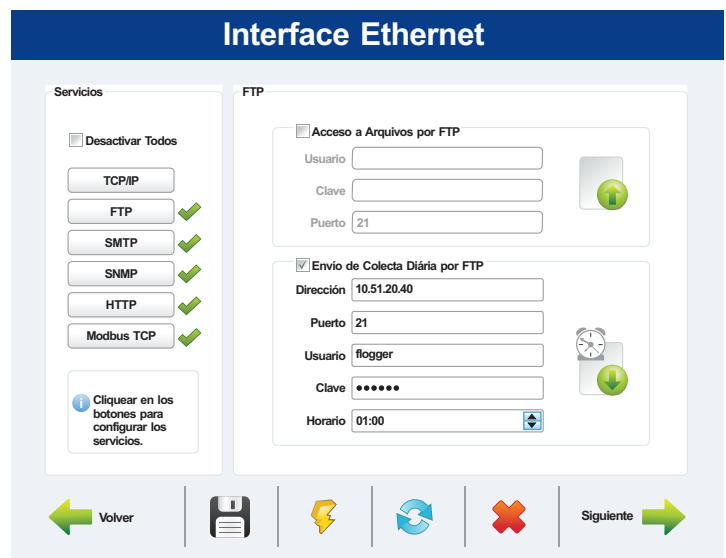 Interface Ethernet
Servicios
Desactivar Todos
TCP/IP
FTP
SMTP
SNMP
HTTP
Modbus TCP
Cliquear en los
botones para
configurar los
servicios.
FTP
Acceso a Arquivos por FTP
Usuario
Clave
Puerto 21
Envío de Colecta Diária por FTP
Dirección 10.51.20.40
Puerto 21
Usuario flogger
Clave ●●●●●●
Horario 01:00
Volver
Siguiente